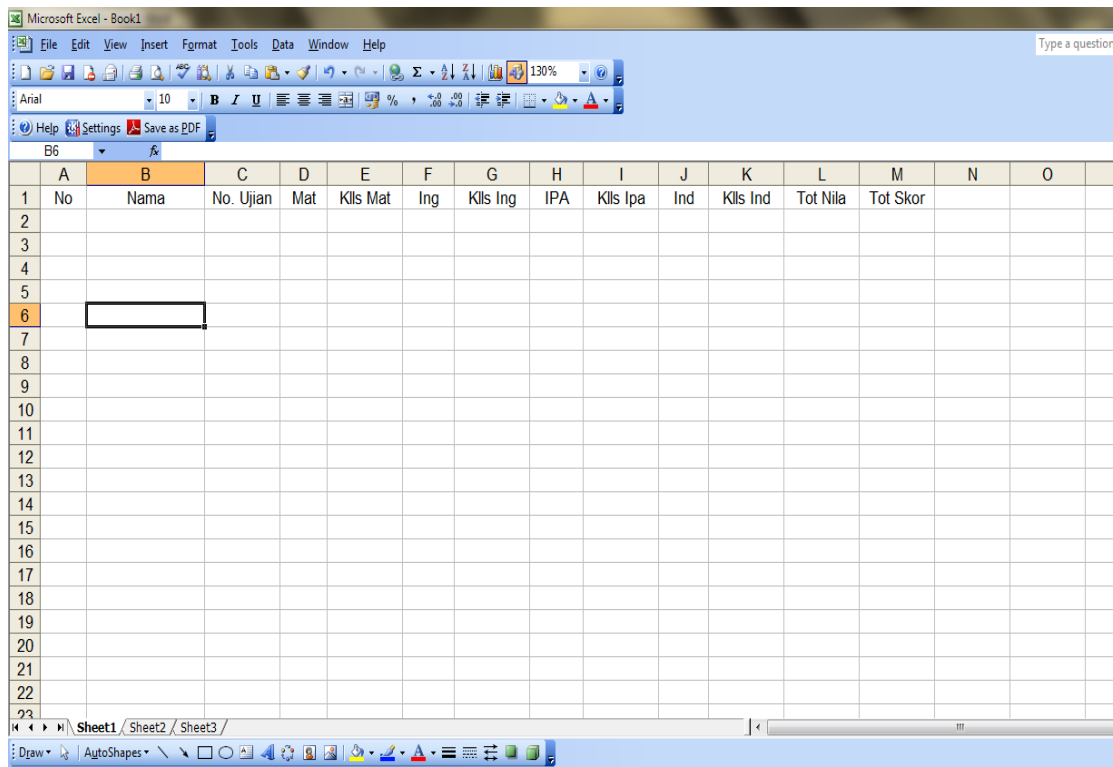 Microsoft Excel - Book1
File Edit View Insert Format Tools Data Window Help Type a question
130%
Arial 10 B I U % ,
Help Settings Save as PDF
B6 fx
A B C D E F G H I J K L M N O
1 No Nama No. Ujian Mat Klls Mat Ing Klls Ing IPA Klls Ipa Ind Klls Ind Tot Nila Tot Skor
2
3
4
5
6
7
8
9
10
11
12
13
14
15
16
17
18
19
20
21
22
23
Sheet1 Sheet2 Sheet3
Draw AutoShapes A